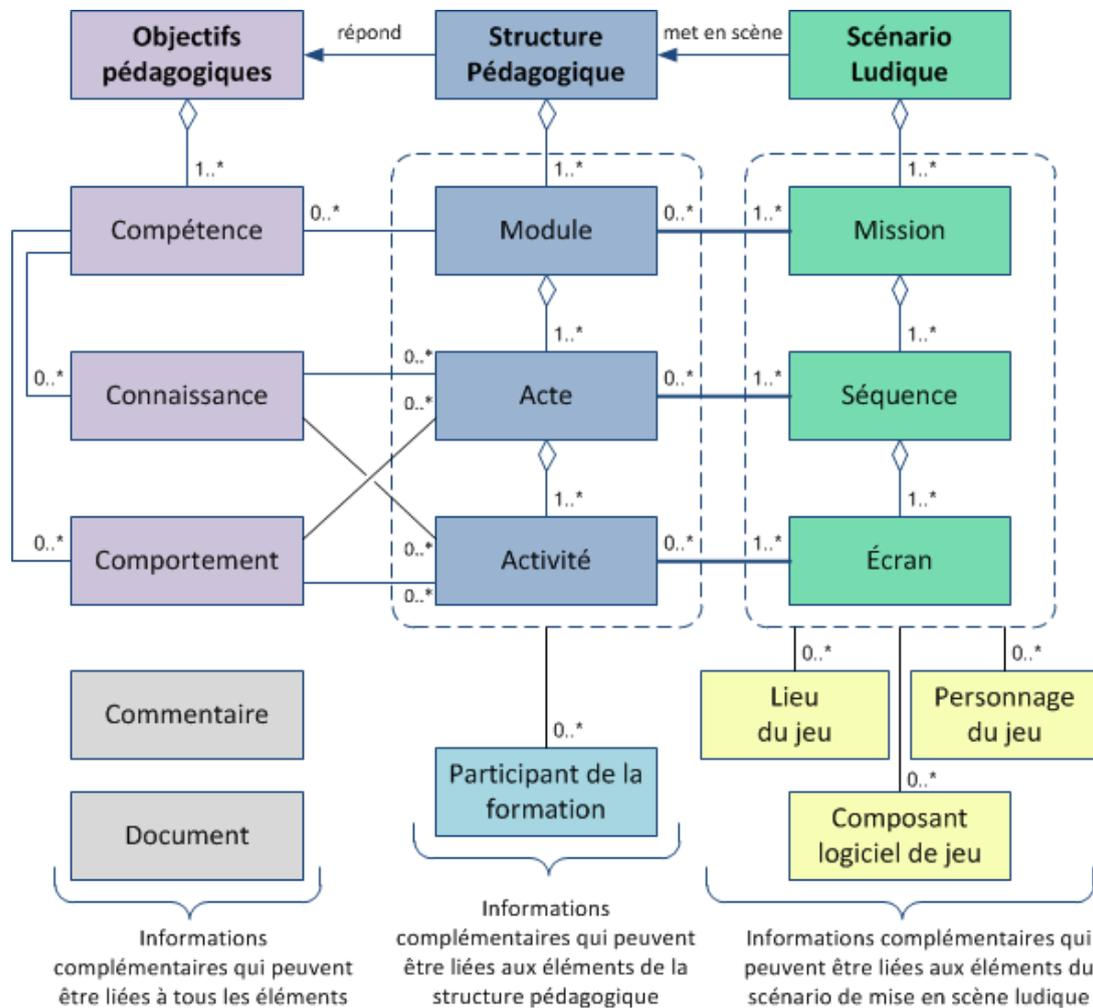 Objectifs
pédagogiques
répond
Structure
Pédagogique
met en scène
Scénario
Ludique
1..*
1..*
1..*
Compétence
0..*
Module
0..*
1..*
Mission
1..*
1..*
0..*
Connaissance
0..*
0..*
Acte
0..*
1..*
Séquence
1..*
1..*
0..*
Comportement
0..*
0..*
Activité
0..*
1..*
Écran
Commentaire
Document
0..*
Participant de la
formation
0..*
Lieu
du jeu
0..*
Personnage
du jeu
0..*
Composant
logiciel de jeu
Informations
complémentaires qui peuvent
être liées à tous les éléments
Informations
complémentaires qui peuvent
être liées aux éléments de la
structure pédagogique
Informations complémentaires qui
peuvent être liées aux éléments du
scénario de mise en scène ludique